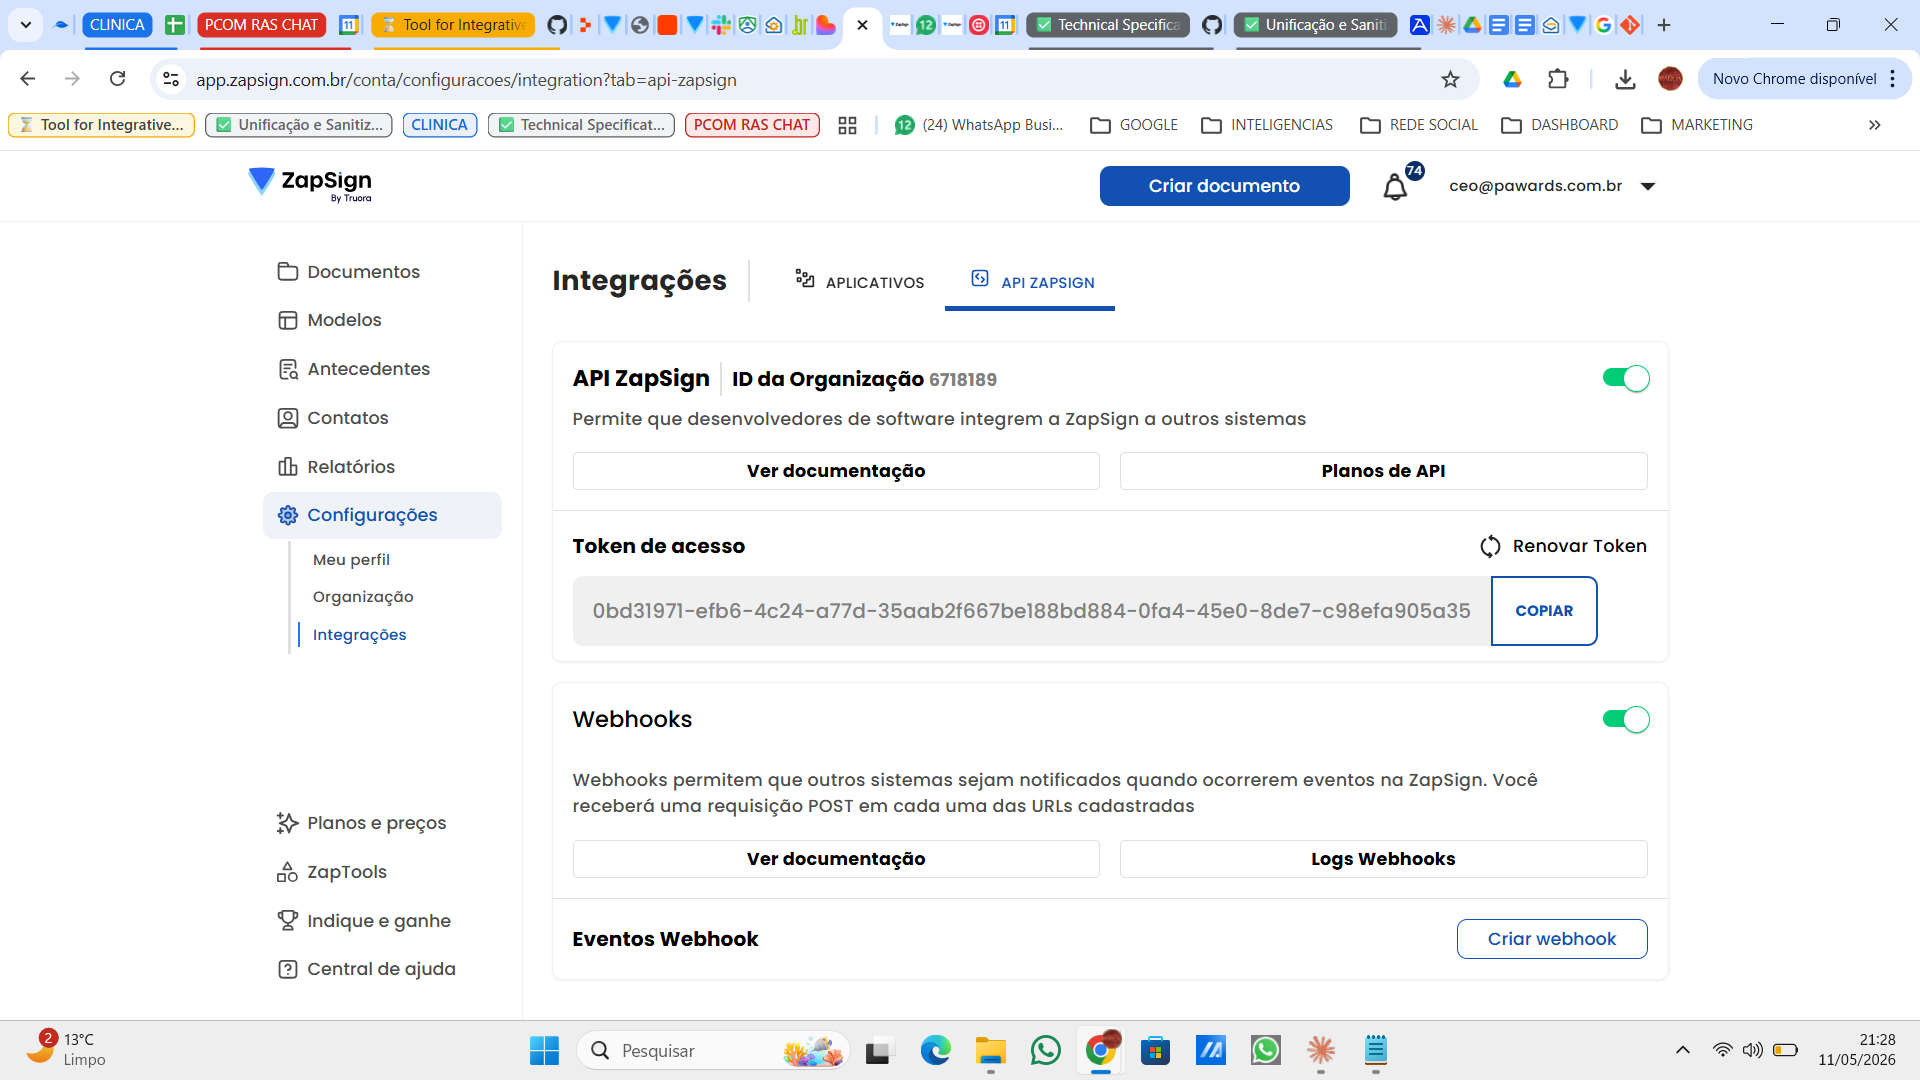 CLINICA
PCOM RAS CHAT
Tool for Integrative
Technical Specifica
Unificação e Saniti
app.zapsign.com.br/conta/configuracoes/integration?tab=api-zapsign
Novo Chrome disponível
Tool for Integrative...
Unificação e Sanitiz...
CLINICA
Technical Specificat...
PCOM RAS CHAT
12
(24) WhatsApp Busi...
GOOGLE
INTELIGENCIAS
REDE SOCIAL
DASHBOARD
MARKETING
ZapSign
By Truora
Criar documento
74
ceo@pawards.com.br
Documentos
Modelos
Antecedentes
Contatos
Relatórios
Configurações
Meu perfil
Organização
Integrações
Planos e preços
ZapTools
Indique e ganhe
Central de ajuda
Integrações
APLICATIVOS
API ZAPSIGN
API ZapSign
ID da Organização 6718189
Permite que desenvolvedores de software integrem a ZapSign a outros sistemas
Ver documentação
Planos de API
Token de acesso
Renovar Token
0bd31971-efb6-4c24-a77d-35aab2f667be188bd884-0fa4-45e0-8de7-c98efa905a35
COPIAR
Webhooks
Webhooks permitem que outros sistemas sejam notificados quando ocorrerem eventos na ZapSign. Você
receberá uma requisição POST em cada uma das URLs cadastradas
Ver documentação
Logs Webhooks
Eventos Webhook
Criar webhook
2
13°C
Limpo
Pesquisar
21:28
11/05/2026